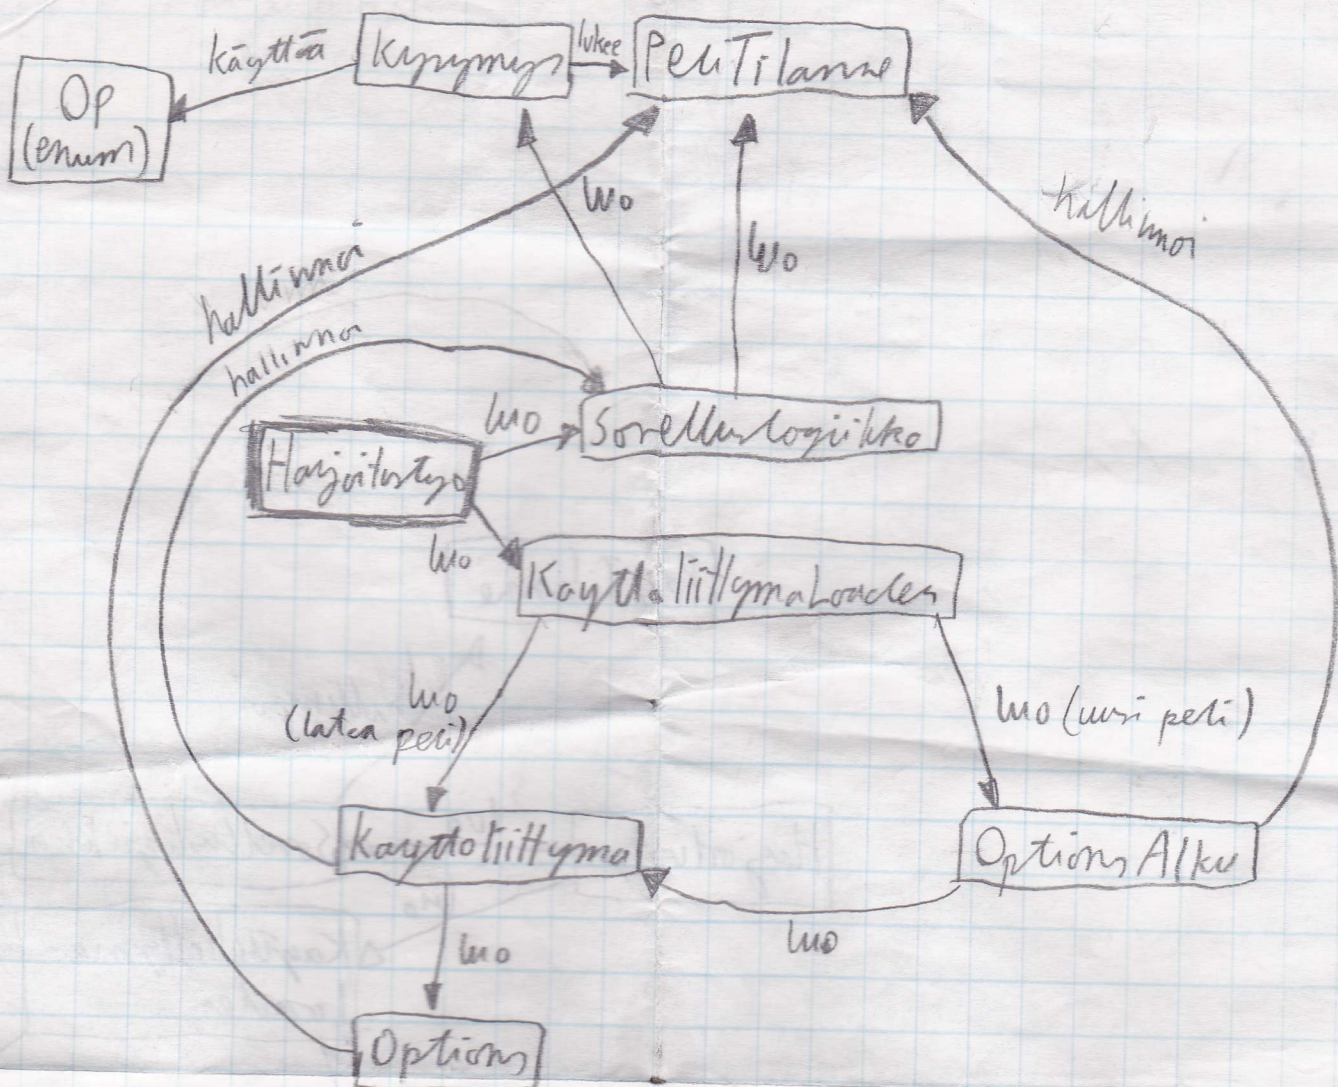 käyttää
Kysymys
lukee
PeliTilanne
Op
(enum)
luo
luo
hallinnoi
hallinnoi
hallinnoi
luo
Sovelluslogiikka
Harjoitustyo
luo
KayttoliittymaLoader
luo
(lataa peli)
luo (uusi peli)
Kayttoliittyma
OptionsAlku
luo
luo
Options